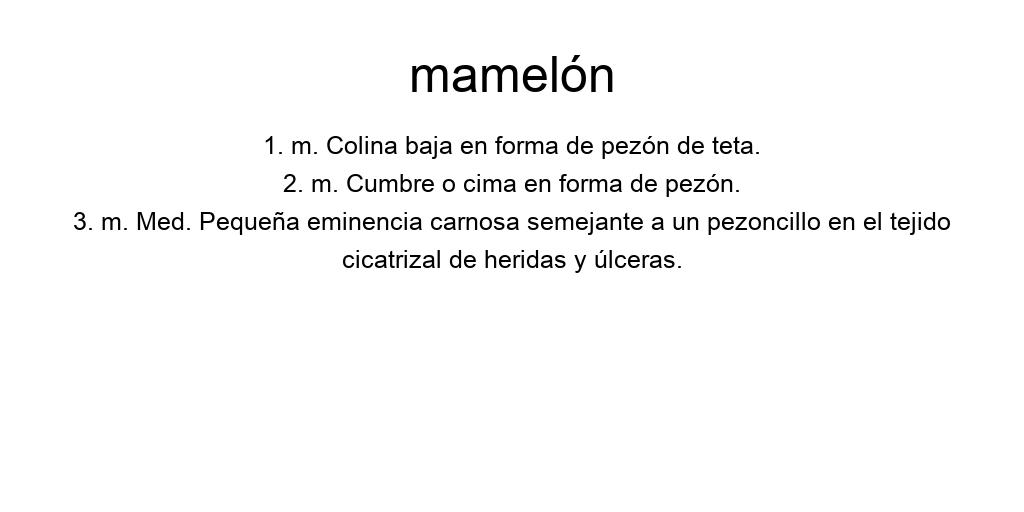 mamelón
1. m. Colina baja en forma de pezón de teta.
2. m. Cumbre o cima en forma de pezón.
3. m. Med. Pequeña eminencia carnosa semejante a un pezoncillo en el tejido
cicatrizal de heridas y úlceras.